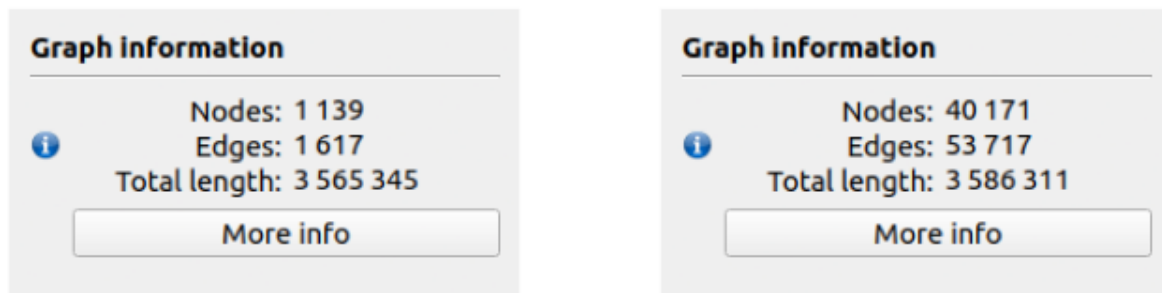 Graph information
Nodes: 1 139
Edges: 1 617
Total length: 3 565 345
More info
Graph information
Nodes: 40 171
Edges: 53 717
Total length: 3 586 311
More info